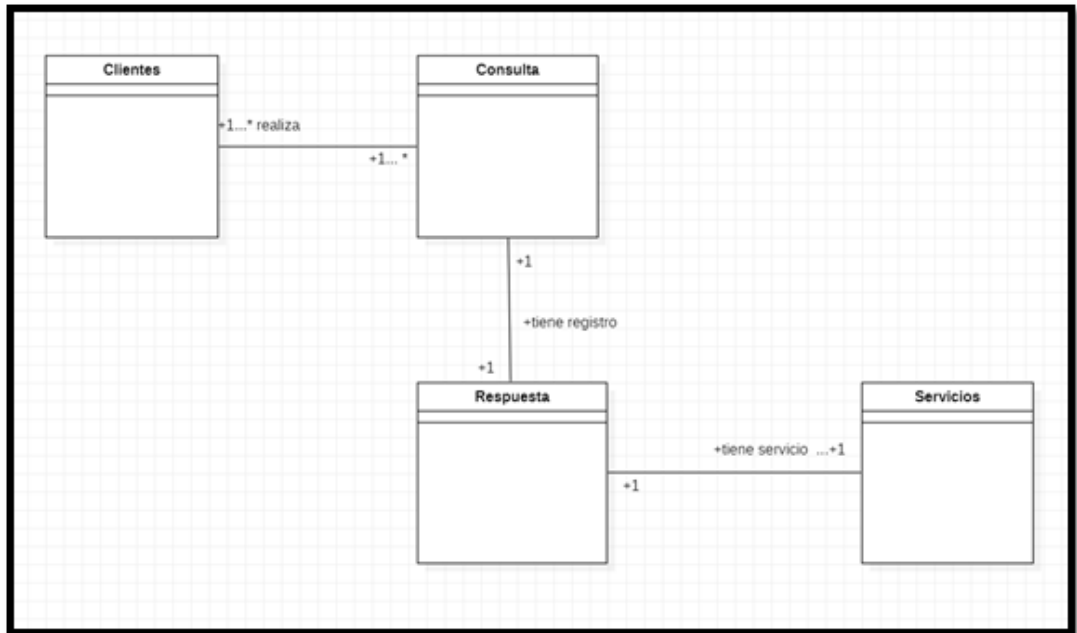 Clientes
Consulta
+1...* realiza
+1... *
+1
+tiene registro
+1
Respuesta
Servicios
+tiene servicio ...+1
+1